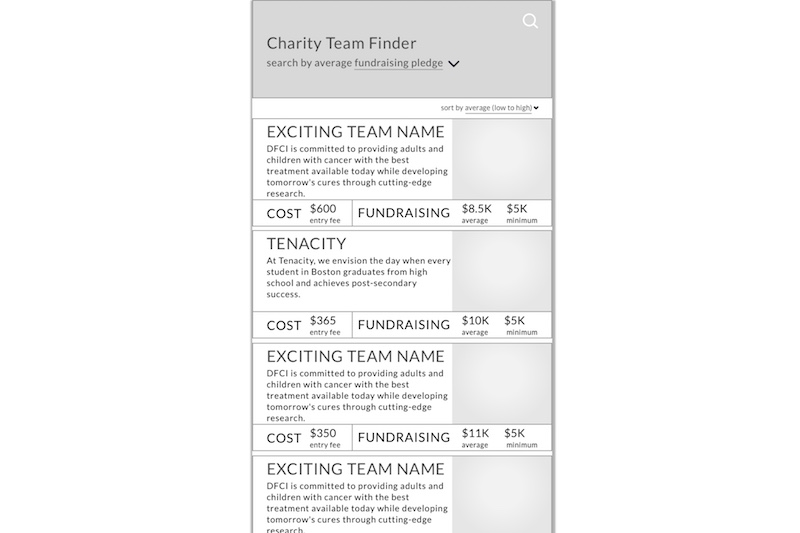 Charity Team Finder
search by average fundraising pledge
sort by average (low to high)
EXCITING TEAM NAME
DFCI is committed to providing adults and
children with cancer with the best
treatment available today while developing
tomorrow's cures through cutting-edge
research.
COST $600 entry fee FUNDRAISING $8.5K average $5K minimum
TENACITY
At Tenacity, we envision the day when every
student in Boston graduates from high
school and achieves post-secondary
success.
COST $365 entry fee FUNDRAISING $10K average $5K minimum
EXCITING TEAM NAME
DFCI is committed to providing adults and
children with cancer with the best
treatment available today while developing
tomorrow's cures through cutting-edge
research.
COST $350 entry fee FUNDRAISING $11K average $5K minimum
EXCITING TEAM NAME
DFCI is committed to providing adults and
children with cancer with the best
treatment available today while developing
tomorrow's cures through cutting-edge
research.